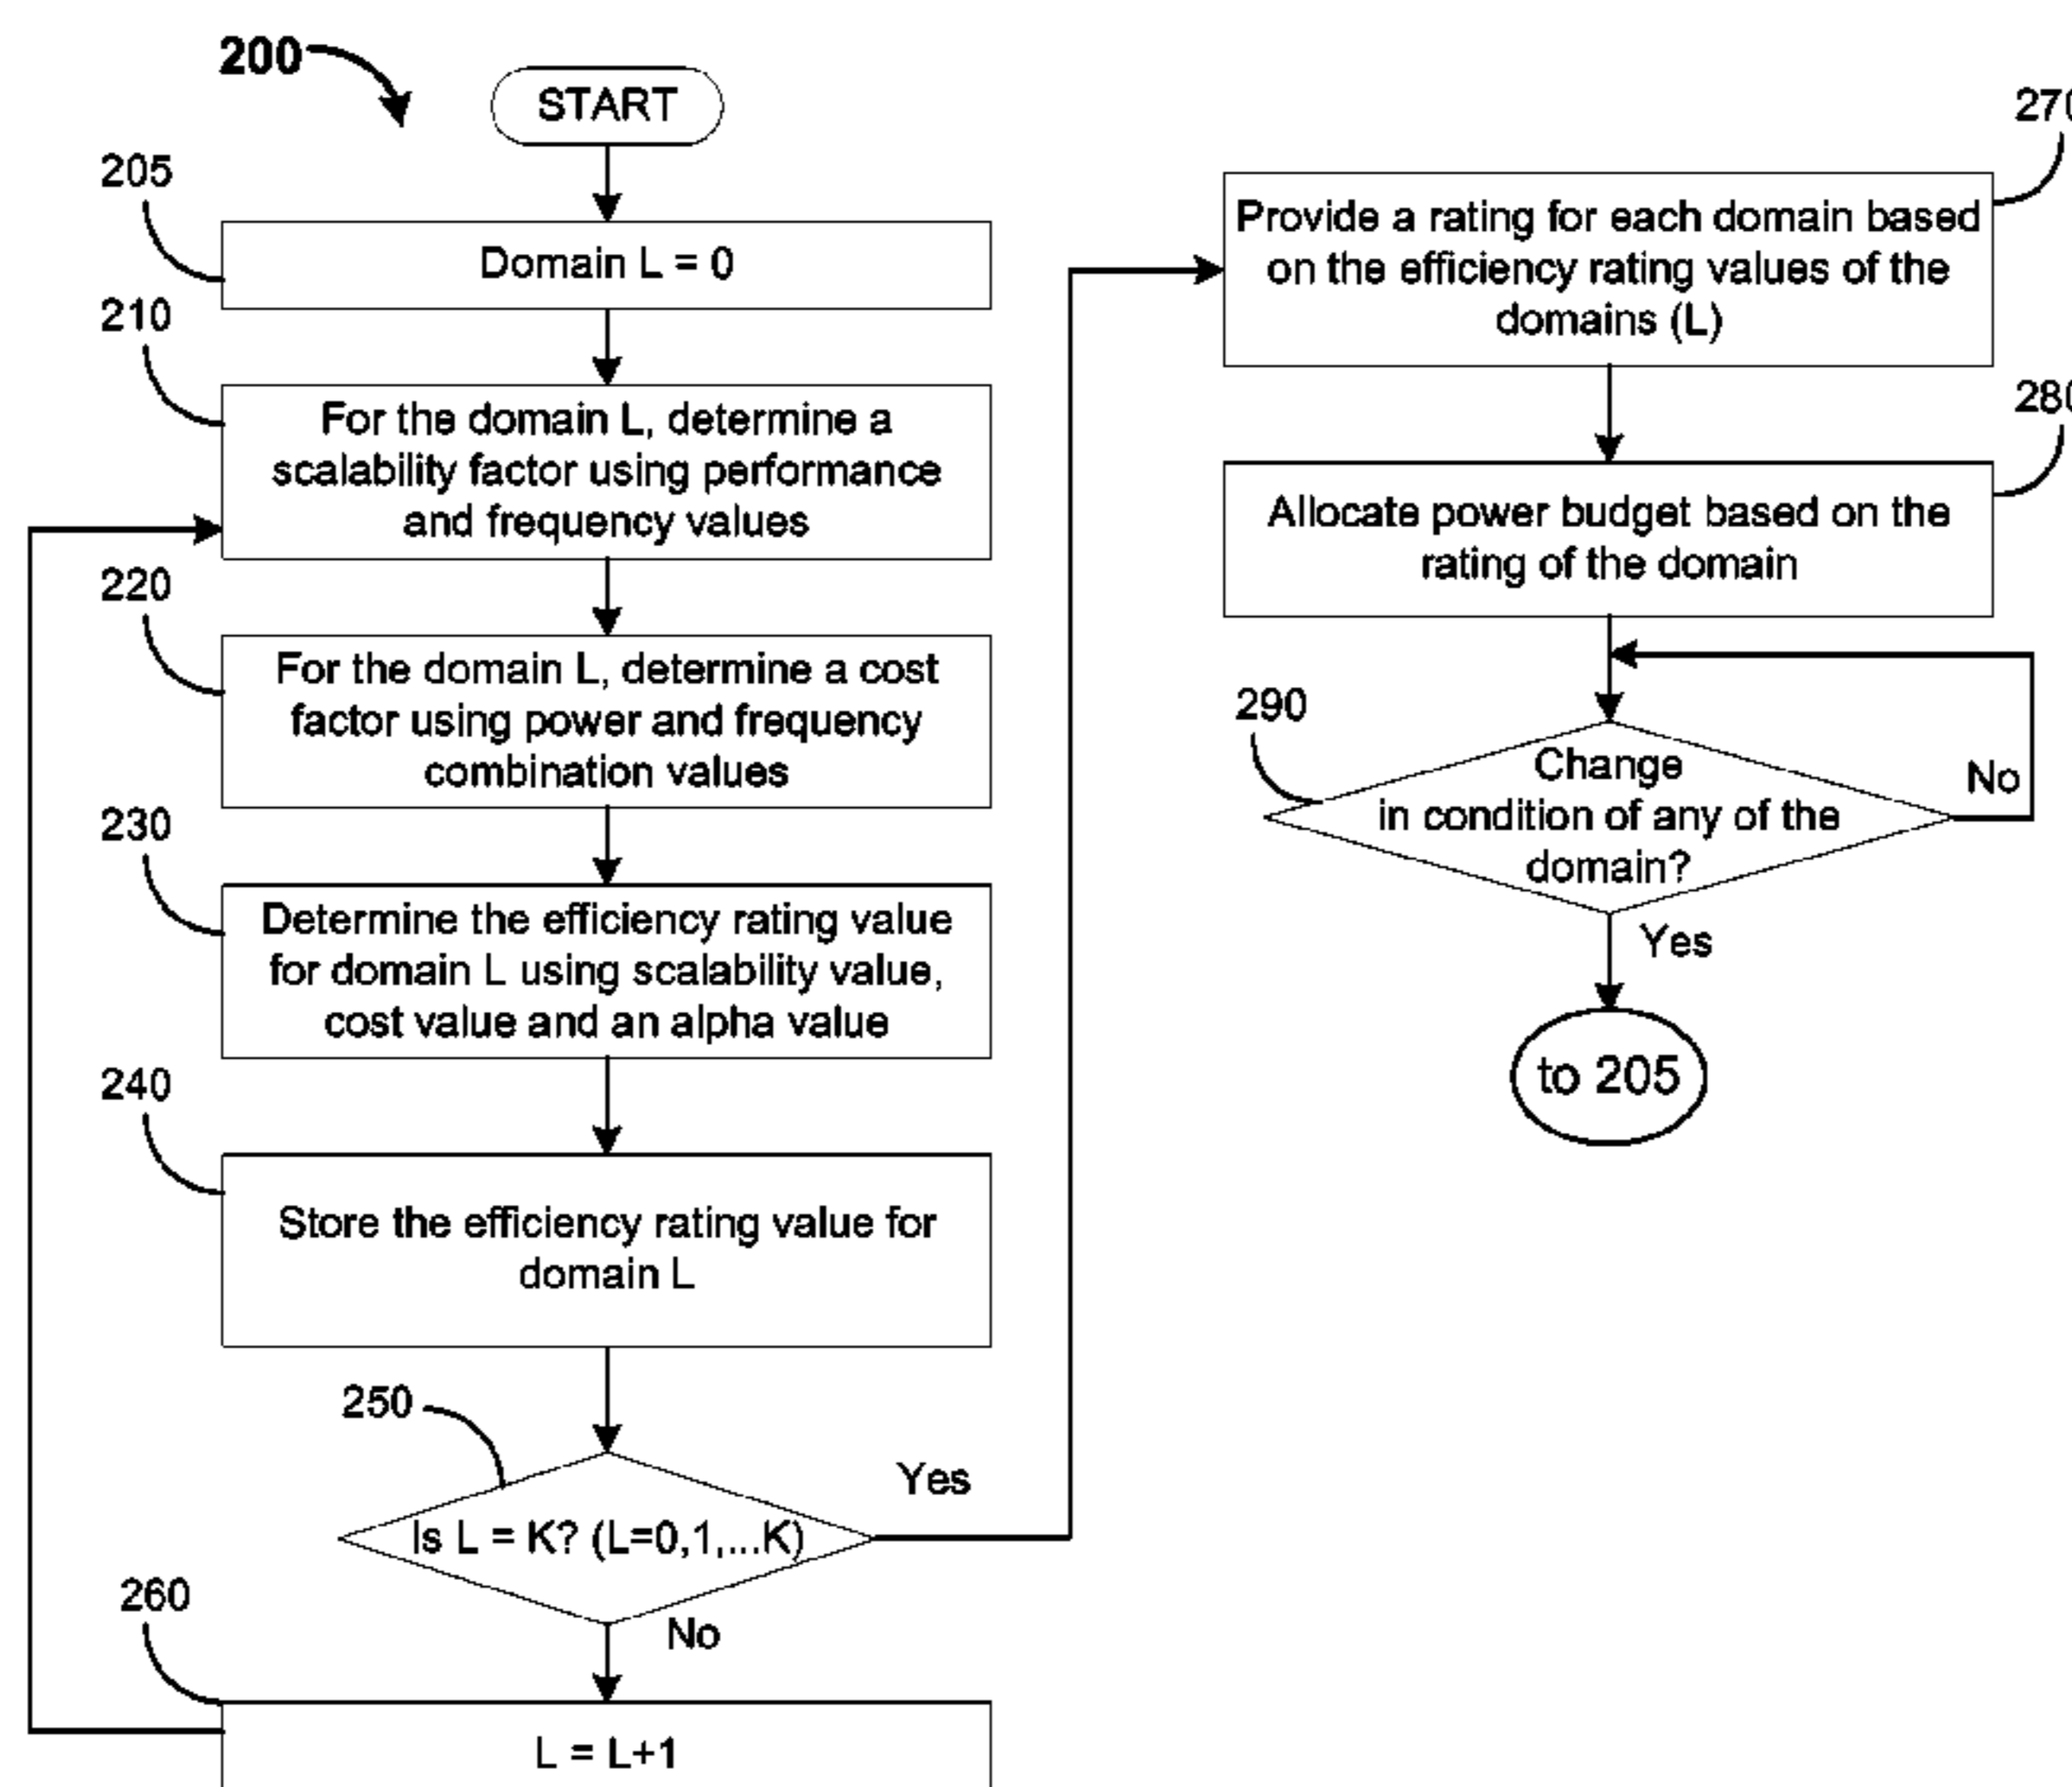 200
START
205
Domain L = 0
210
For the domain L, determine a
scalability factor using performance
and frequency values
220
For the domain L, determine a cost
factor using power and frequency
combination values
230
Determine the efficiency rating value
for domain L using scalability value,
cost value and an alpha value
240
Store the efficiency rating value for
domain L
250
Is L = K? (L=0,1,...K)
Yes
No
260
L = L+1
270
Provide a rating for each domain based
on the efficiency rating values of the
domains (L)
280
Allocate power budget based on the
rating of the domain
290
Change
in condition of any of the
domain?
No
Yes
to 205